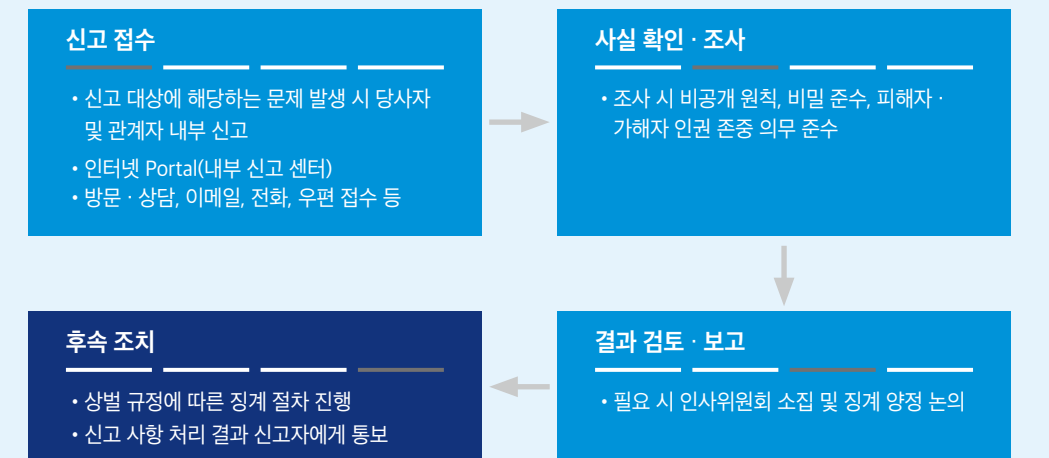 신고 접수
• 신고 대상에 해당하는 문제 발생 시 당사자
및 관계자 내부 신고
• 인터넷 Portal(내부 신고 센터)
• 방문 · 상담, 이메일, 전화, 우편 접수 등
사실 확인 · 조사
• 조사 시 비공개 원칙, 비밀 준수, 피해자 ·
가해자 인권 존중 의무 준수
결과 검토 · 보고
• 필요 시 인사위원회 소집 및 징계 양정 논의
후속 조치
• 상벌 규정에 따른 징계 절차 진행
• 신고 사항 처리 결과 신고자에게 통보